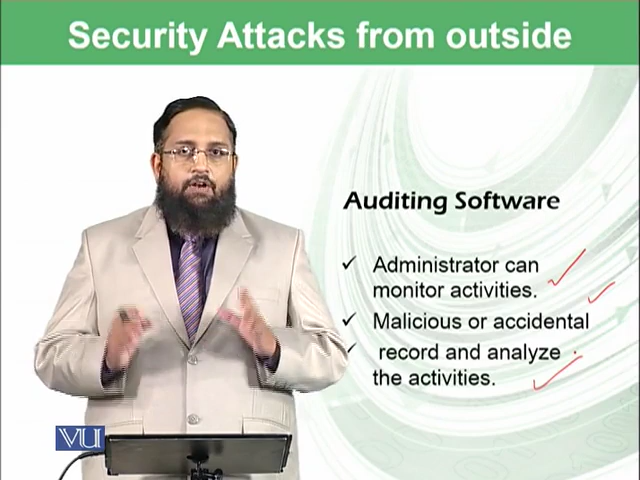 Security Attacks from outside
Auditing Software
Administrator can
monitor activities.
Malicious or accidental
record and analyze
the activities.
VU